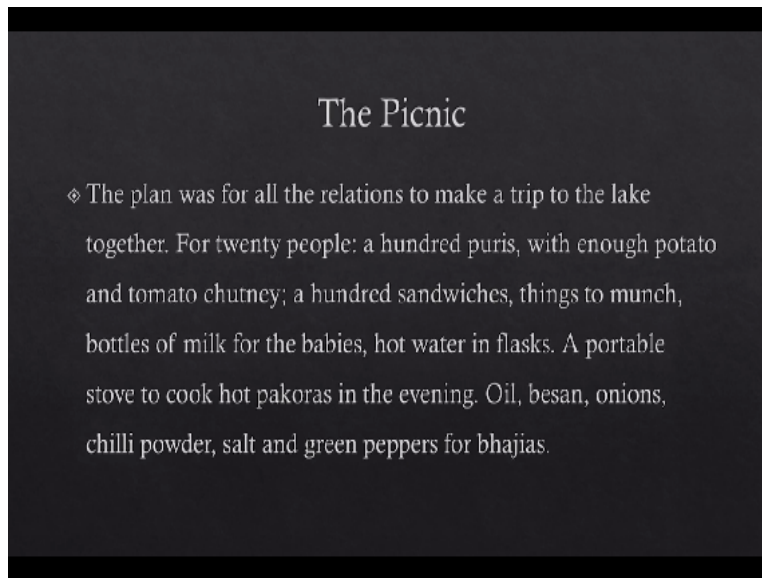 The Picnic
The plan was for all the relations to make a trip to the lake
together. For twenty people: a hundred puris, with enough potato
and tomato chutney; a hundred sandwiches, things to munch,
bottles of milk for the babies, hot water in flasks. A portable
stove to cook hot pakoras in the evening. Oil, besan, onions,
chilli powder, salt and green peppers for bhajias.